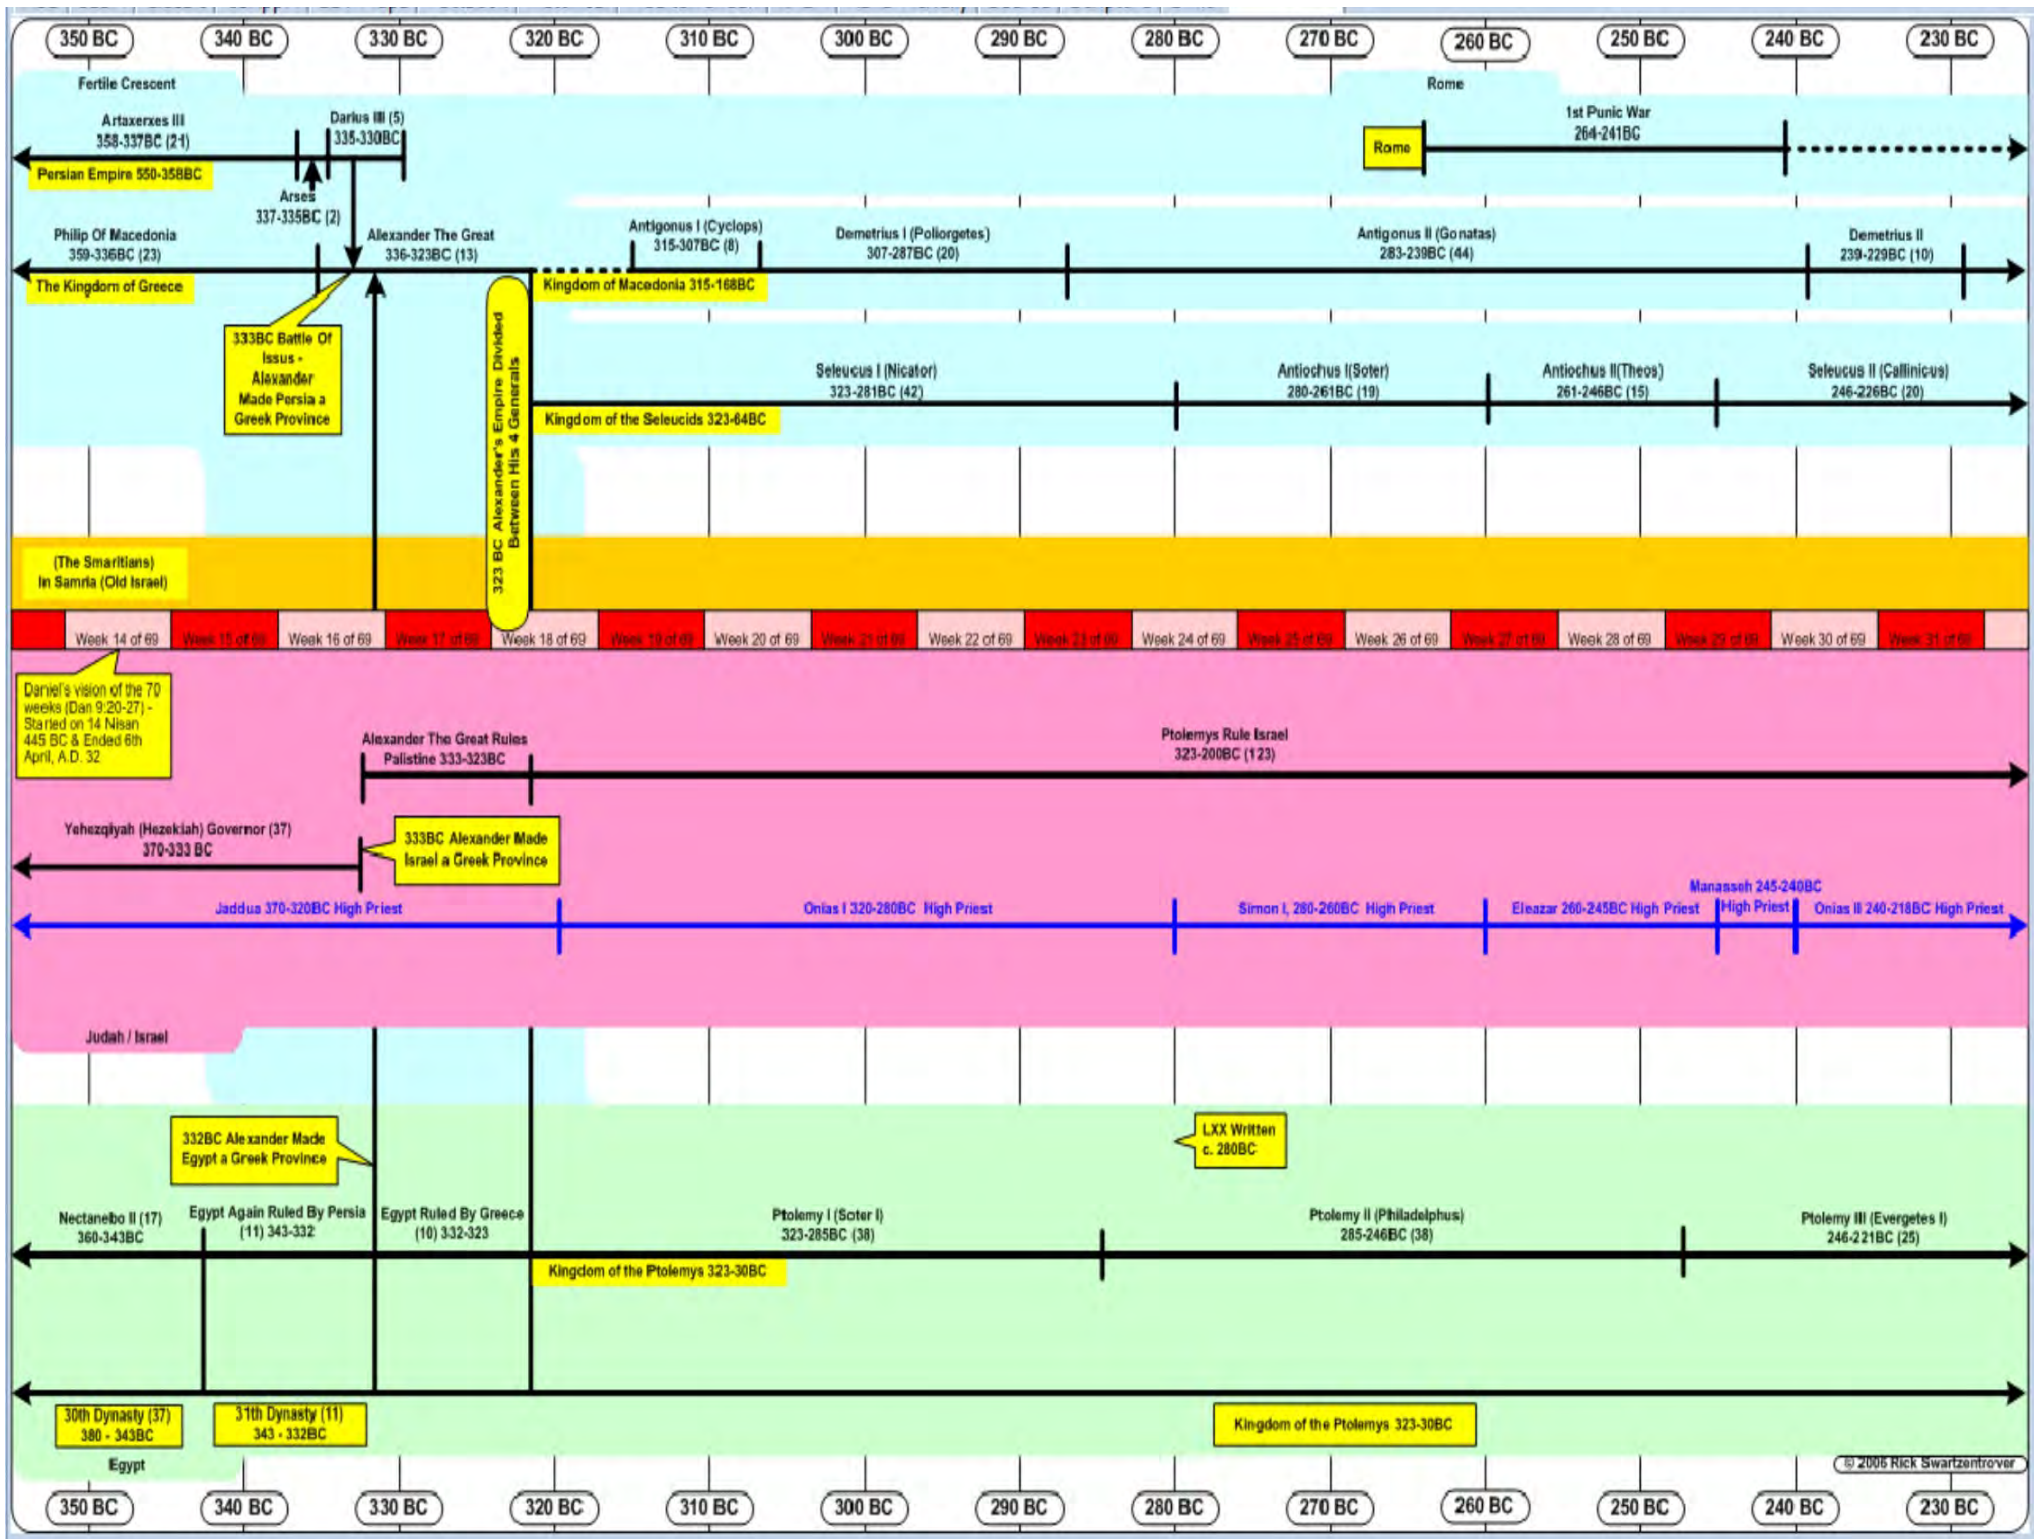 350 BC 340 BC 330 BC 320 BC 310 BC 300 BC 290 BC 280 BC 270 BC 260 BC 250 BC 240 BC 230 BC
Fertile Crescent
Rome
Artaxerxes III
358-337BC (21)
Darius III (5)
335-330BC
1st Punic War
264-241BC
Rome
Persian Empire 550-358BC
Arses
337-335BC (2)
Philip Of Macedonia
359-336BC (23)
Alexander The Great
336-323BC (13)
Antigonus I (Cyclops)
315-307BC (8)
Demetrius I (Poliorgetes)
307-287BC (20)
Antigonus II (Gonatas)
283-239BC (44)
Demetrius II
239-229BC (10)
The Kingdom of Greece
Kingdom of Macedonia 315-168BC
333BC Battle Of
Issus -
Alexander
Made Persia a
Greek Province
323 BC Alexander's Empire Divided
Between His 4 Generals
Seleucus I (Nicator)
323-281BC (42)
Antiochus I(Soter)
280-261BC (19)
Antiochus II(Theos)
261-246BC (15)
Seleucus II (Callinicus)
246-226BC (20)
Kingdom of the Seleucids 323-64BC
(The Smaritians)
In Samria (Old Israel)
Week 14 of 69 Week 15 of 69 Week 16 of 69 Week 17 of 69 Week 18 of 69 Week 19 of 69 Week 20 of 69 Week 21 of 69 Week 22 of 69 Week 23 of 69 Week 24 of 69 Week 25 of 69 Week 26 of 69 Week 27 of 69 Week 28 of 69 Week 29 of 69 Week 30 of 69 Week 31 of 69
Daniel's vision of the 70
weeks (Dan 9:20-27) -
Started on 14 Nisan
445 BC & Ended 6th
April, A.D. 32
Alexander The Great Rules
Palistine 333-323BC
Ptolemys Rule Israel
323-200BC (123)
Yehezqiyah (Hezekiah) Governor (37)
370-333 BC
333BC Alexander Made
Israel a Greek Province
Jaddua 370-320BC High Priest
Onias I 320-280BC High Priest
Simon I, 280-260BC High Priest
Eleazar 260-245BC High Priest
Manasseh 245-240BC
High Priest
Onias II 240-218BC High Priest
Judah / Israel
332BC Alexander Made
Egypt a Greek Province
LXX Written
c. 280BC
Nectanebo II (17)
360-343BC
Egypt Again Ruled By Persia
(11) 343-332
Egypt Ruled By Greece
(10) 332-323
Ptolemy I (Soter I)
323-285BC (38)
Ptolemy II (Philadelphus)
285-246BC (38)
Ptolemy III (Evergetes I)
246-221BC (25)
Kingdom of the Ptolemys 323-30BC
30th Dynasty (37)
380 - 343BC
31th Dynasty (11)
343 - 332BC
Kingdom of the Ptolemys 323-30BC
Egypt
© 2006 Rick Swartzentrover
350 BC 340 BC 330 BC 320 BC 310 BC 300 BC 290 BC 280 BC 270 BC 260 BC 250 BC 240 BC 230 BC